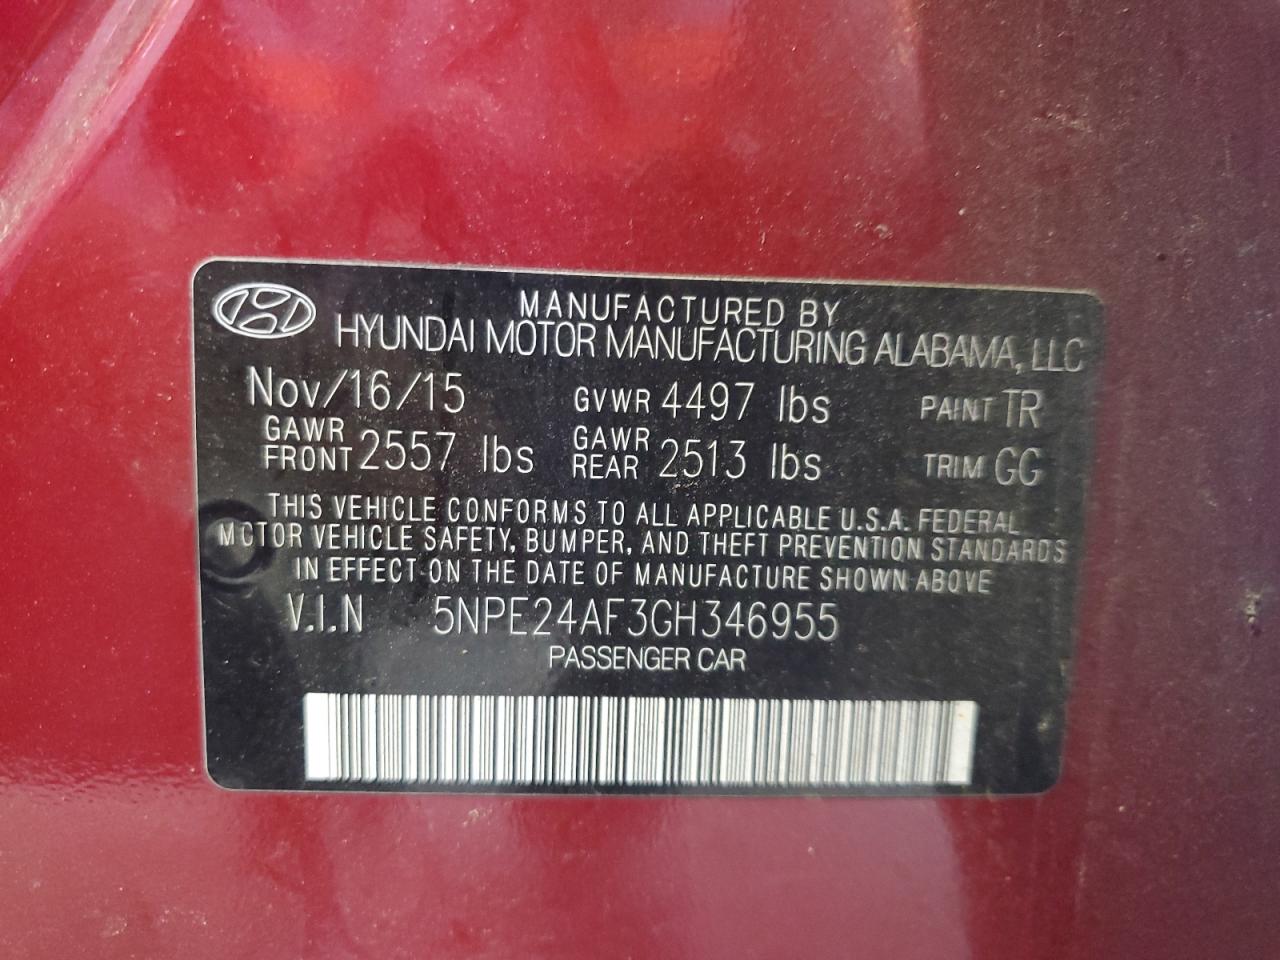 MANUFACTURED BY
HYUNDAI MOTOR MANUFACTURING ALABAMA, LLC
Nov/16/15 GVWR 4497 lbs PAINT TR
GAWR FRONT 2557 lbs GAWR REAR 2513 lbs TRIM GG
THIS VEHICLE CONFORMS TO ALL APPLICABLE U.S.A. FEDERAL
MOTOR VEHICLE SAFETY, BUMPER, AND THEFT PREVENTION STANDARDS
IN EFFECT ON THE DATE OF MANUFACTURE SHOWN ABOVE
V.I.N 5NPE24AF3GH346955
PASSENGER CAR